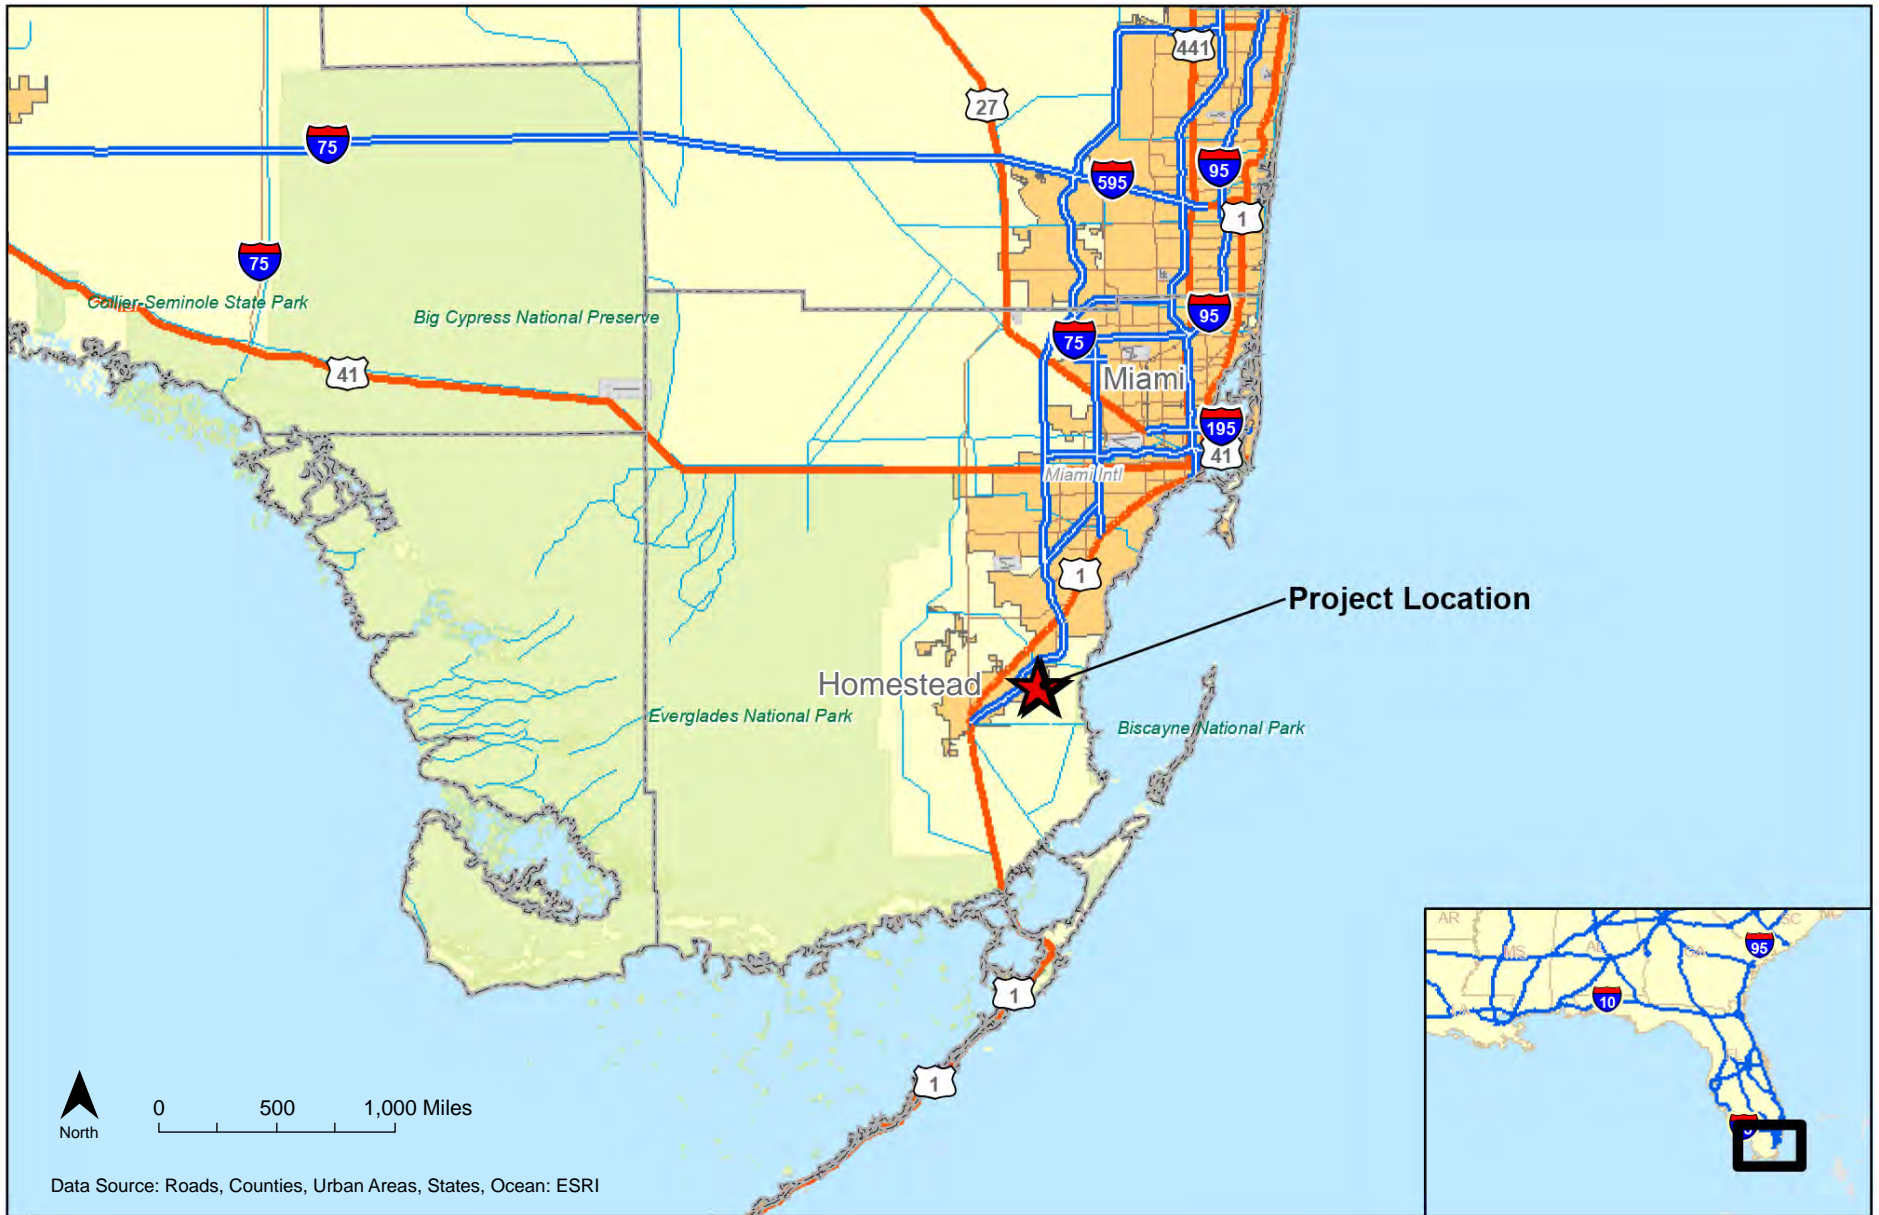 441
27
75
95
595
1
75
Collier-Seminole State Park
Big Cypress National Preserve
95
75
41
Miami
195
41
Miami Intl
1
Project Location
Homestead
Everglades National Park
Biscayne National Park
1
1
North
0 500 1,000 Miles
Data Source: Roads, Counties, Urban Areas, States, Ocean: ESRI
AR
SC
MS
AL
GA
95
10
LA
FL